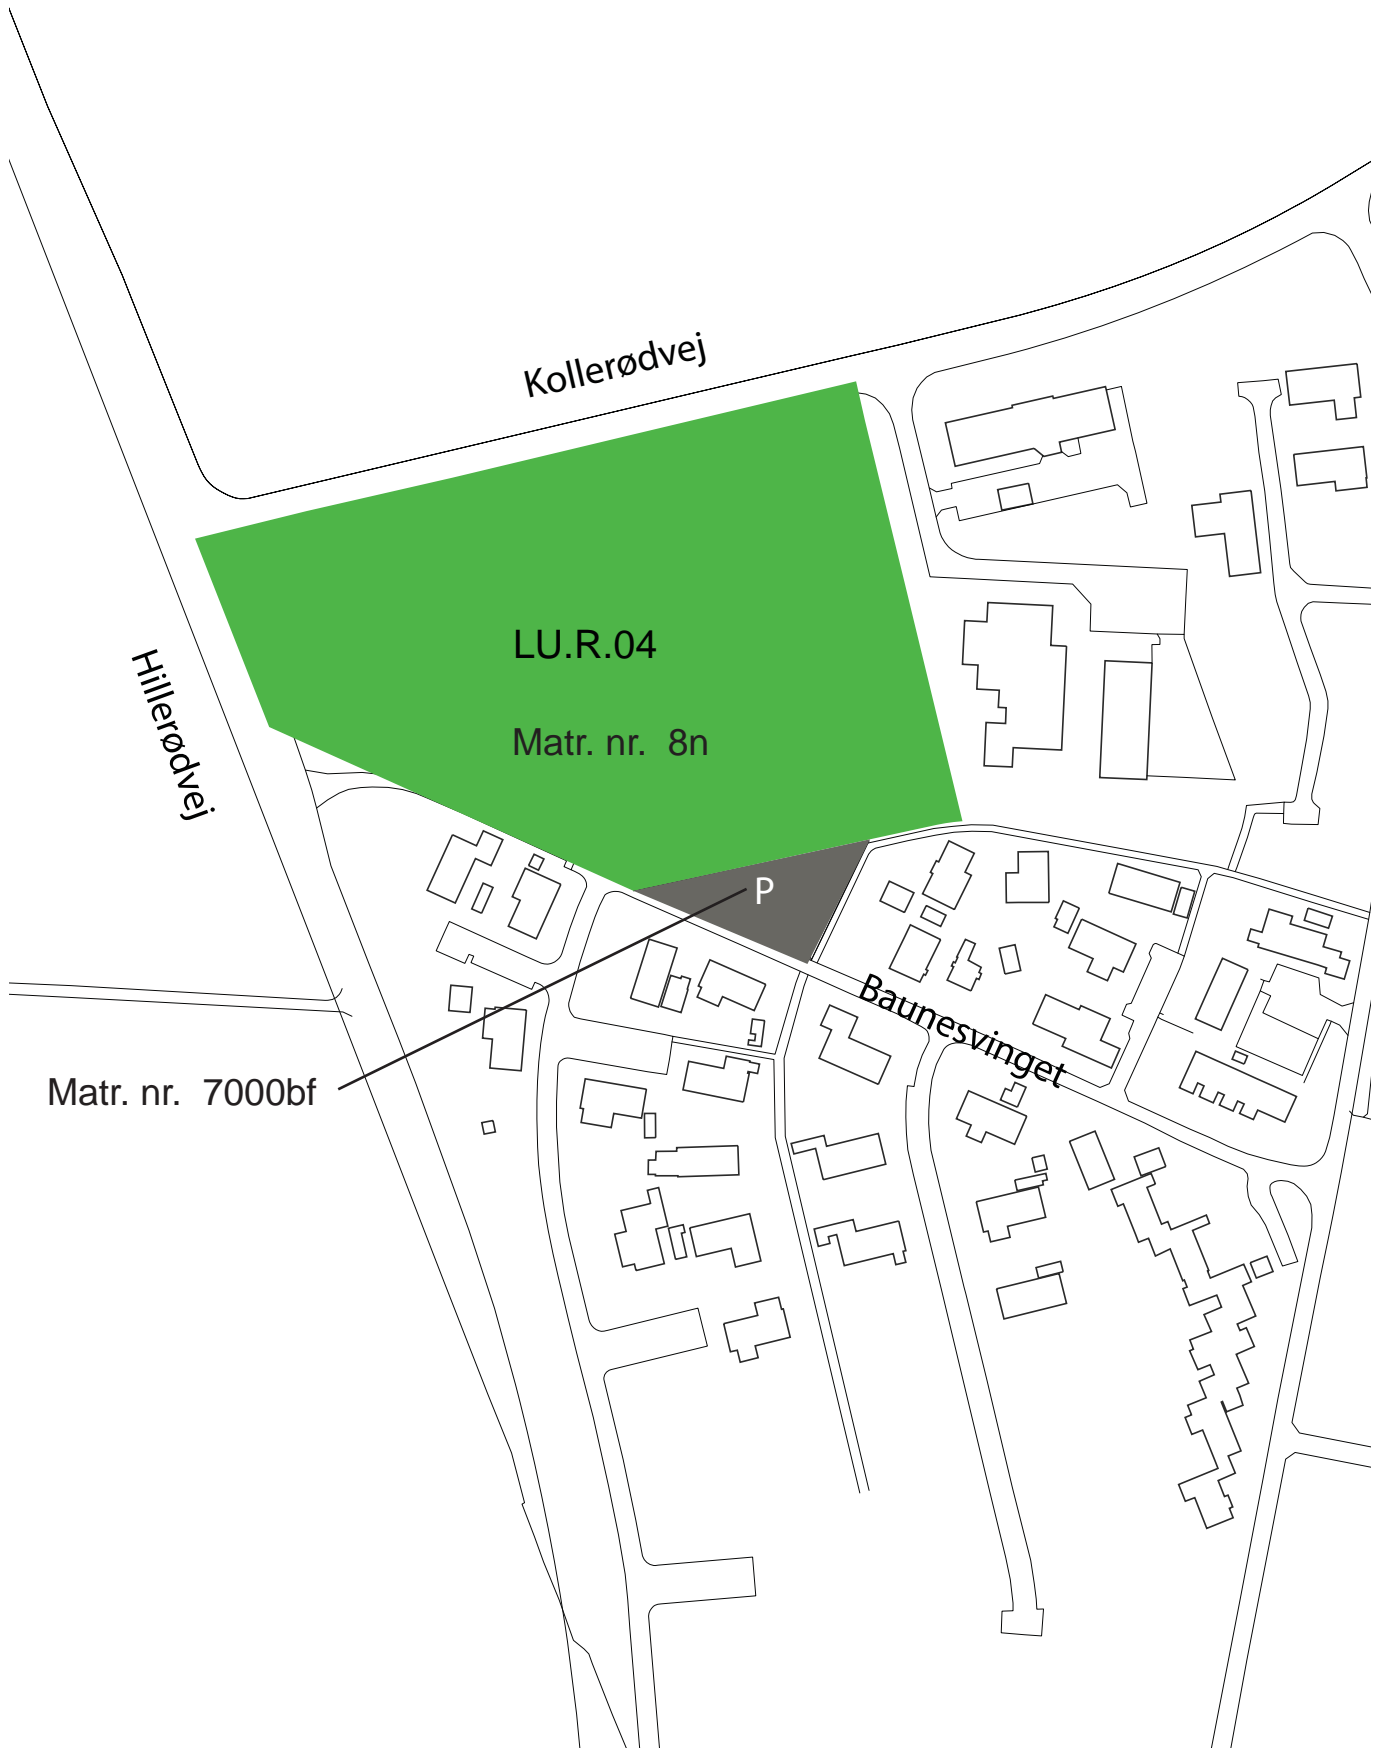 Kollerødvej
LU.R.04
Matr. nr. 8n
Hillerødvej
P
Baunesvinget
Matr. nr. 7000bf